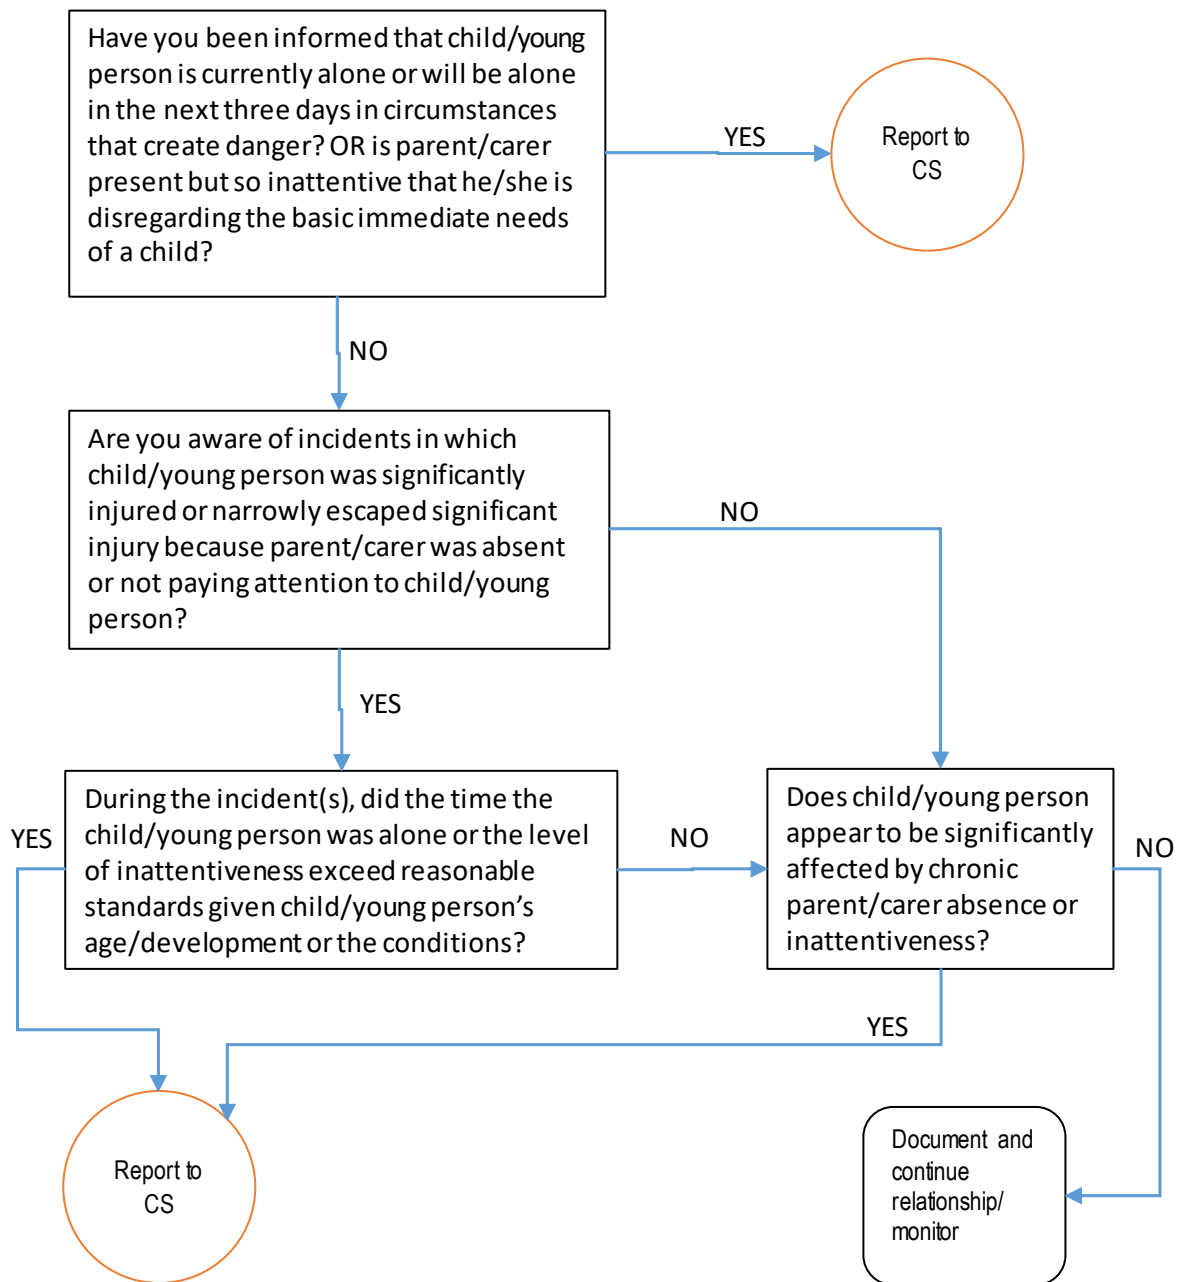 Have you been informed that child/young
person is currently alone or will be alone
in the next three days in circumstances
that create danger? OR is parent/carer
present but so inattentive that he/she is
disregarding the basic immediate needs
of a child?
YES
Report to
CS
NO
Are you aware of incidents in which
child/young person was significantly
injured or narrowly escaped significant
injury because parent/carer was absent
or not paying attention to child/young
person?
NO
YES
During the incident(s), did the time the
child/young person was alone or the level
of inattentiveness exceed reasonable
standards given child/young person’s
age/development or the conditions?
YES
NO
Does child/young person
appear to be significantly
affected by chronic
parent/carer absence or
inattentiveness?
NO
YES
Report to
CS
Document and
continue
relationship/
monitor